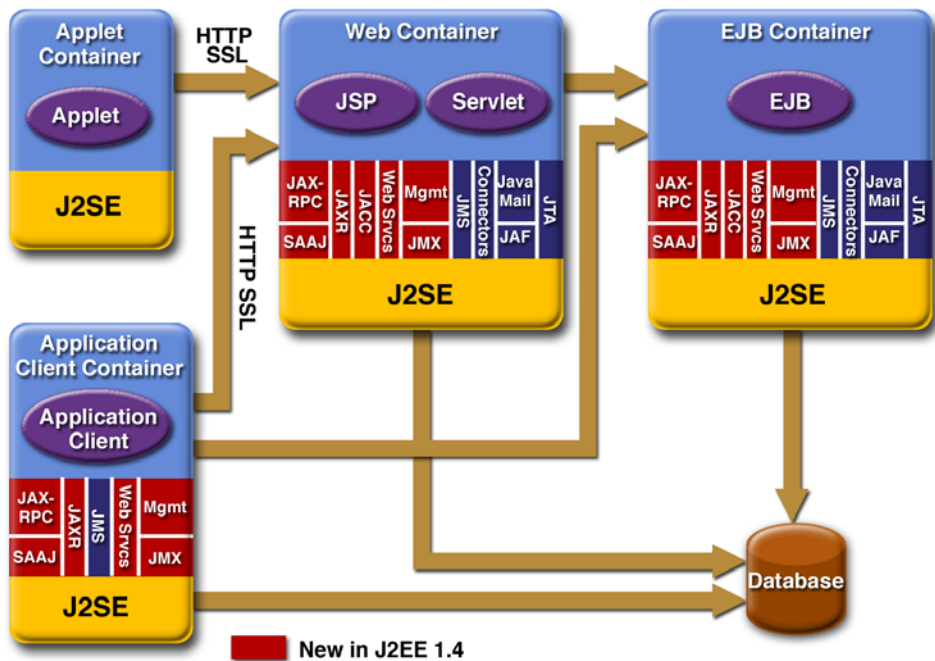 Applet
Container
Applet
J2SE
HTTP
SSL
Web Container
JSP
Servlet
JAX-
RPC
SAAJ
JAXR
JACC
Web Srvcs
Mgmt
JMX
JMS
Connectors
Java
Mail
JAF
JTA
J2SE
EJB Container
EJB
JAX-
RPC
SAAJ
JAXR
JACC
Web Srvcs
Mgmt
JMX
JMS
Connectors
Java
Mail
JAF
JTA
J2SE
HTTP SSL
Application
Client Container
Application
Client
JAX-
RPC
SAAJ
JAXR
JMS
Web Srvcs
Mgmt
JMX
J2SE
Database
New in J2EE 1.4